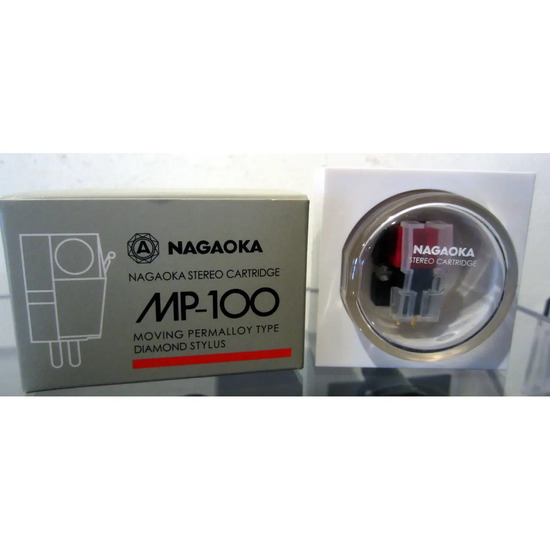 A NAGAOKA
NAGAOKA STEREO CARTRIDGE
MP-100
MOVING PERMALLOY TYPE
DIAMOND STYLUS
NAGAOKA
STEREO CARTRIDGE